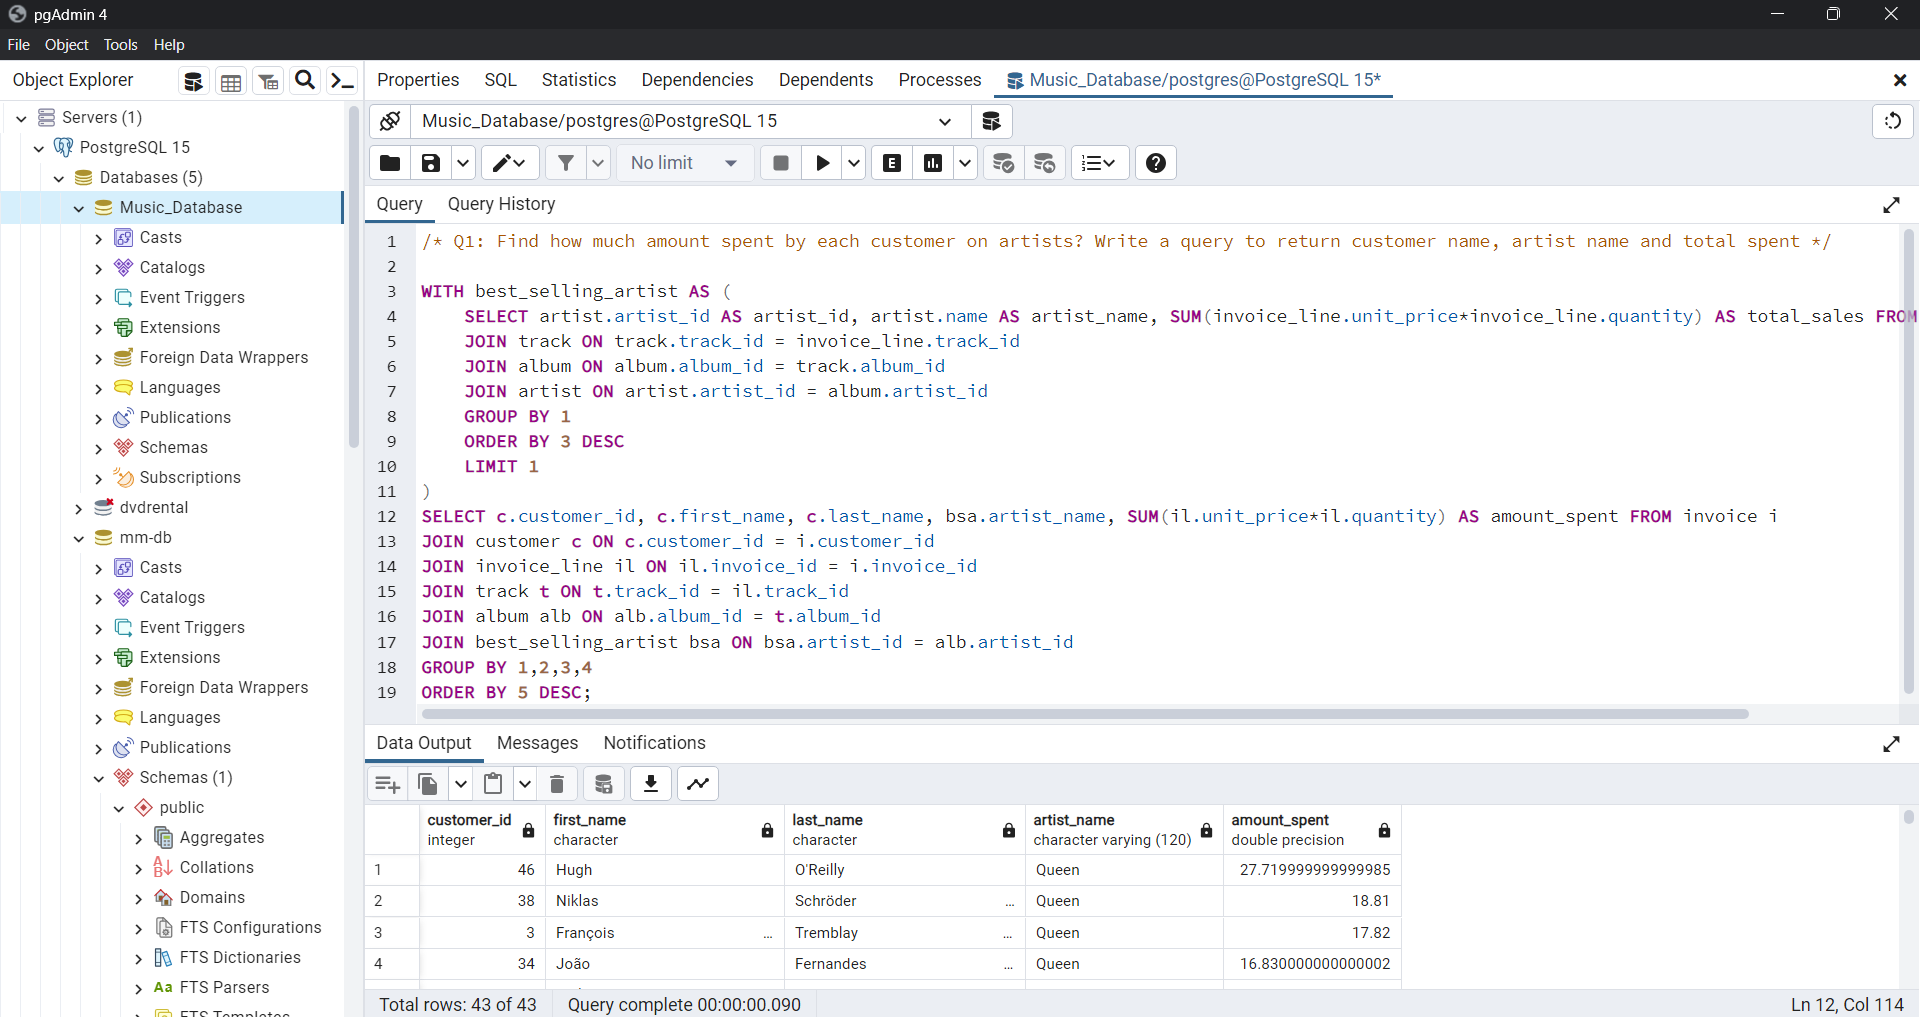 pgAdmin 4
File Object Tools Help
Object Explorer
Properties SQL Statistics Dependencies Dependents Processes Music_Database/postgres@PostgreSQL 15*
Servers (1)
PostgreSQL 15
Databases (5)
Music_Database
Casts
Catalogs
Event Triggers
Extensions
Foreign Data Wrappers
Languages
Publications
Schemas
Subscriptions
dvdrental
mm-db
Casts
Catalogs
Event Triggers
Extensions
Foreign Data Wrappers
Languages
Publications
Schemas (1)
public
Aggregates
Collations
Domains
FTS Configurations
FTS Dictionaries
Aa FTS Parsers
FTS Templates
Music_Database/postgres@PostgreSQL 15
No limit
E
Query Query History
1 /* Q1: Find how much amount spent by each customer on artists? Write a query to return customer name, artist name and total spent */
2
3 WITH best_selling_artist AS (
4 SELECT artist.artist_id AS artist_id, artist.name AS artist_name, SUM(invoice_line.unit_price*invoice_line.quantity) AS total_sales FROM
5 JOIN track ON track.track_id = invoice_line.track_id
6 JOIN album ON album.album_id = track.album_id
7 JOIN artist ON artist.artist_id = album.artist_id
8 GROUP BY 1
9 ORDER BY 3 DESC
10 LIMIT 1
11 )
12 SELECT c.customer_id, c.first_name, c.last_name, bsa.artist_name, SUM(il.unit_price*il.quantity) AS amount_spent FROM invoice i
13 JOIN customer c ON c.customer_id = i.customer_id
14 JOIN invoice_line il ON il.invoice_id = i.invoice_id
15 JOIN track t ON t.track_id = il.track_id
16 JOIN album alb ON alb.album_id = t.album_id
17 JOIN best_selling_artist bsa ON bsa.artist_id = alb.artist_id
18 GROUP BY 1,2,3,4
19 ORDER BY 5 DESC;
Data Output Messages Notifications
customer_id first_name last_name artist_name amount_spent
integer character character character varying (120) double precision
1 46 Hugh O'Reilly Queen 27.719999999999985
2 38 Niklas Schröder ... Queen 18.81
3 3 François ... Tremblay ... Queen 17.82
4 34 João Fernandes ... Queen 16.830000000000002
Total rows: 43 of 43 Query complete 00:00:00.090 Ln 12, Col 114